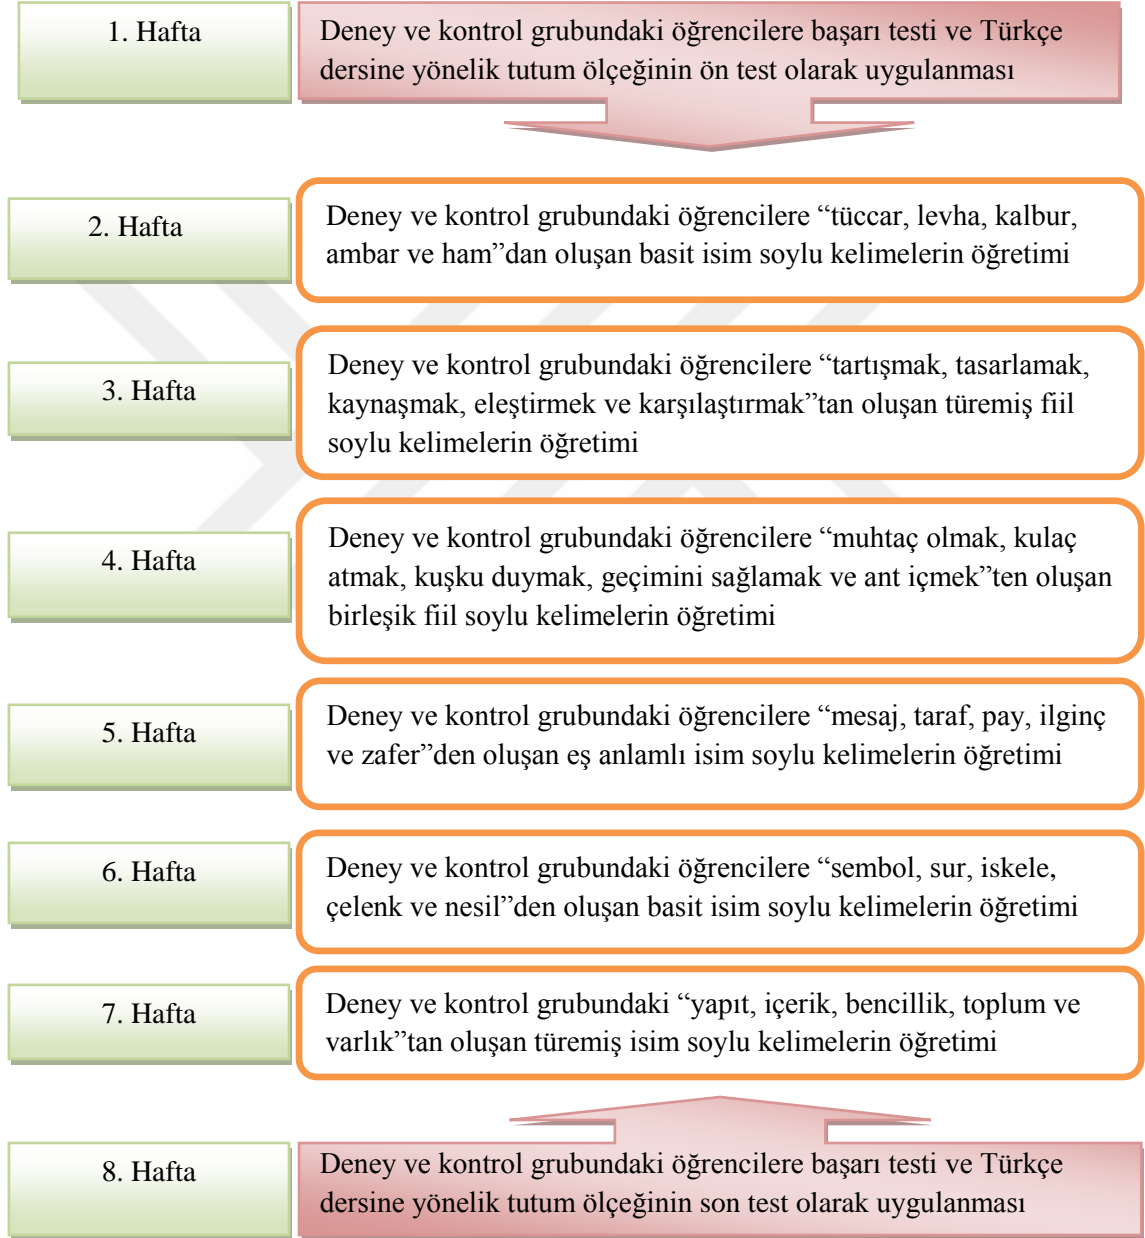 1. Hafta
Deney ve kontrol grubundaki öğrencilere başarı testi ve Türkçe
dersine yönelik tutum ölçeğinin ön test olarak uygulanması
2. Hafta
Deney ve kontrol grubundaki öğrencilere “tüccar, levha, kalbur,
ambar ve ham”dan oluşan basit isim soylu kelimelerin öğretimi
3. Hafta
Deney ve kontrol grubundaki öğrencilere “tartışmak, tasarlamak,
kaynaşmak, eleştirmek ve karşılaştırmak”tan oluşan türemiş fiil
soylu kelimelerin öğretimi
4. Hafta
Deney ve kontrol grubundaki öğrencilere “muhtaç olmak, kulaç
atmak, kuşku duymak, geçimini sağlamak ve ant içmek”ten oluşan
birleşik fiil soylu kelimelerin öğretimi
5. Hafta
Deney ve kontrol grubundaki öğrencilere “mesaj, taraf, pay, ilginç
ve zafer”den oluşan eş anlamlı isim soylu kelimelerin öğretimi
6. Hafta
Deney ve kontrol grubundaki öğrencilere “sembol, sur, iskele,
çelenk ve nesil”den oluşan basit isim soylu kelimelerin öğretimi
7. Hafta
Deney ve kontrol grubundaki “yapıt, içerik, bencillik, toplum ve
varlık”tan oluşan türemiş isim soylu kelimelerin öğretimi
8. Hafta
Deney ve kontrol grubundaki öğrencilere başarı testi ve Türkçe
dersine yönelik tutum ölçeğinin son test olarak uygulanması